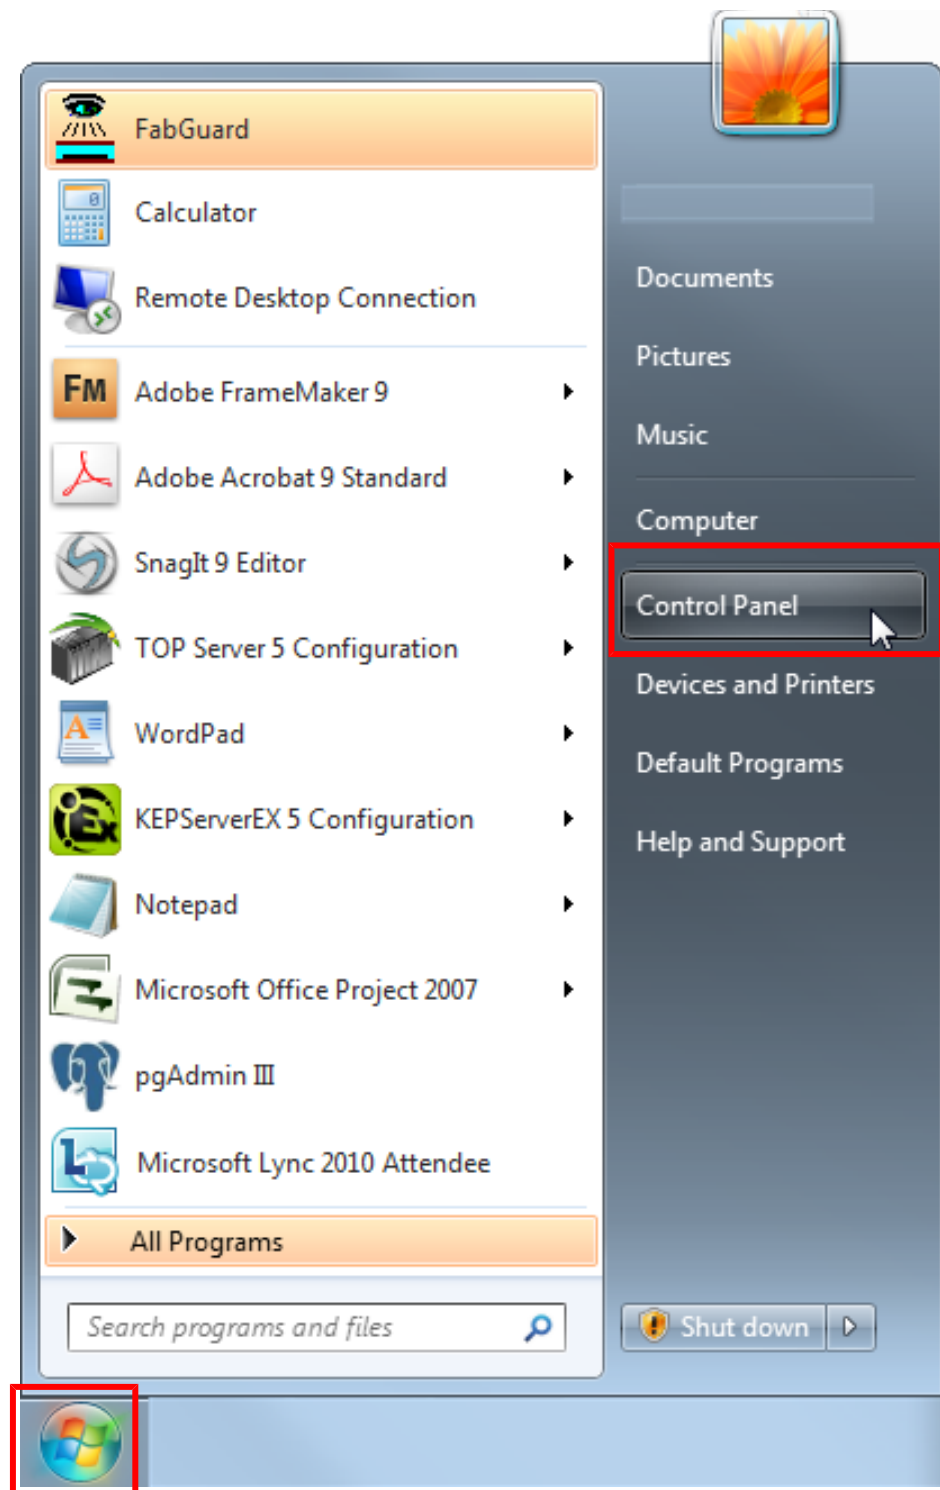 FabGuard
Calculator
Remote Desktop Connection
FM
Adobe FrameMaker 9
Adobe Acrobat 9 Standard
SnagIt 9 Editor
TOP Server 5 Configuration
A
WordPad
Ex
KEPServerEX 5 Configuration
Notepad
Microsoft Office Project 2007
pgAdmin III
L
Microsoft Lync 2010 Attendee
All Programs
Search programs and files
Documents
Pictures
Music
Computer
Control Panel
Devices and Printers
Default Programs
Help and Support
Shut down